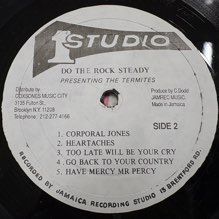 1
STUDIO
DO THE ROCK STEADY
PRESENTING THE TERMITES
Distribute by
COXSONES MUSIC CITY
3135 Fulton St.,
Brooklyn N.Y. 11208
Telephone: 212-277-4166
Produce by C.Dodd
JAMREC MUSIC,
Made in Jamaica.
SIDE 2
1. CORPORAL JONES
2. HEARTACHES
3. TOO LATE WILL BE YOUR CRY
4. GO BACK TO YOUR COUNTRY
5. HAVE MERCY MR PERCY
RECORDED BY JAMAICA RECORDING STUDIO 13 BRENTFORD RD.